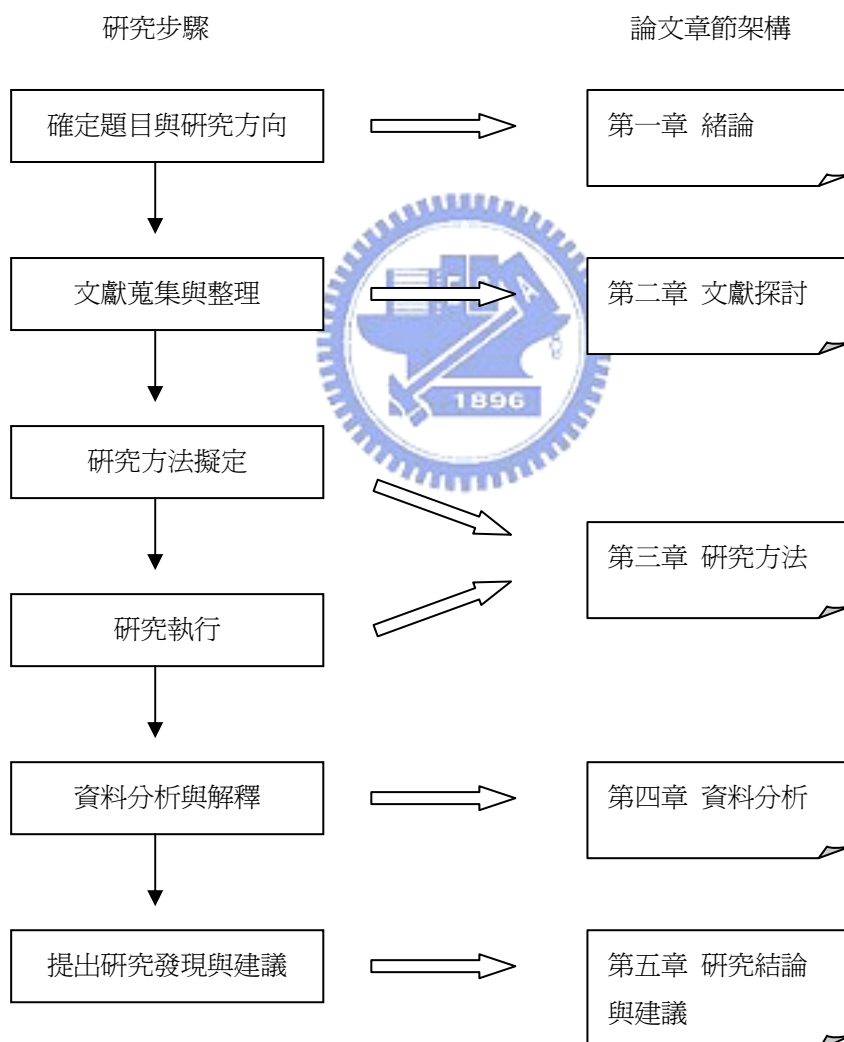 研究步驟
論文章節架構
確定題目與研究方向
第一章 緒論
文獻蒐集與整理
第二章 文獻探討
1896
研究方法擬定
第三章 研究方法
研究執行
資料分析與解釋
第四章 資料分析
提出研究發現與建議
第五章 研究結論
與建議